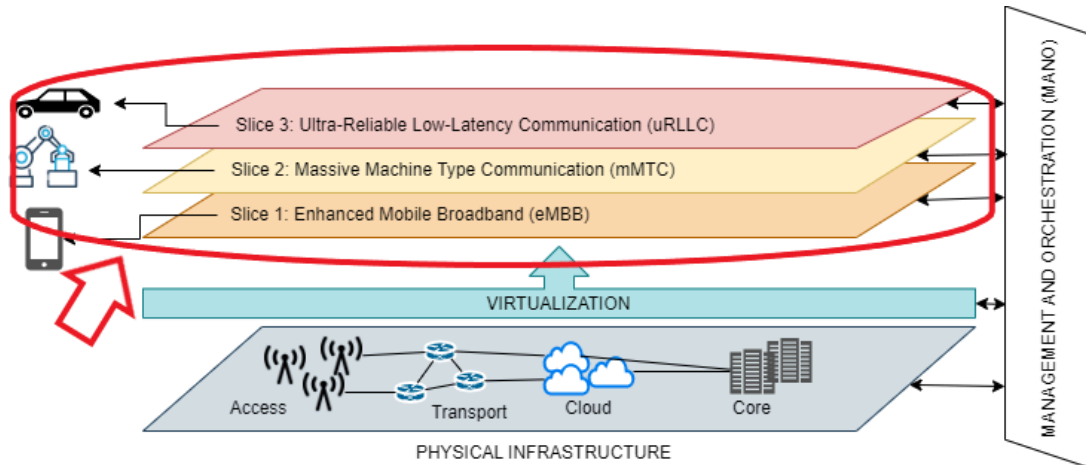 Slice 3: Ultra-Reliable Low-Latency Communication (uRLLC)
Slice 2: Massive Machine Type Communication (mMTC)
Slice 1: Enhanced Mobile Broadband (eMBB)
VIRTUALIZATION
Access
Transport
Cloud
Core
PHYSICAL INFRASTRUCTURE
MANAGEMENT AND ORCHESTRATION (MANO)